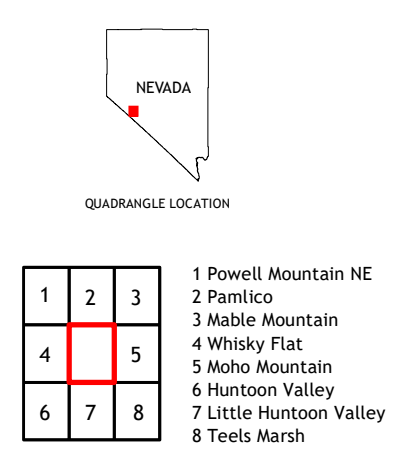 NEVADA
QUADRANGLE LOCATION
1 2 3
4 5
6 7 8
1 Powell Mountain NE
2 Pamlico
3 Mable Mountain
4 Whisky Flat
5 Moho Mountain
6 Huntoon Valley
7 Little Huntoon Valley
8 Teels Marsh